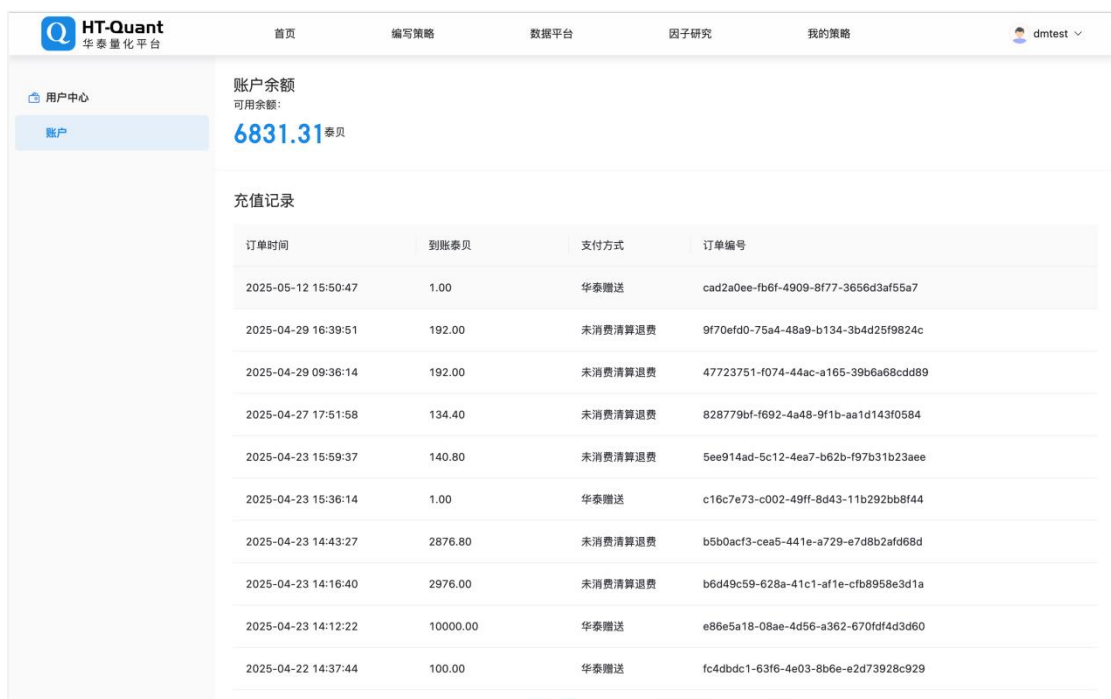 HT-Quant
华泰量化平台
首页 编写策略 数据平台 因子研究 我的策略 dmtest
用户中心
账户
账户余额
可用余额：
6831.31泰贝
充值记录
订单时间 到账泰贝 支付方式 订单编号
2025-05-12 15:50:47 1.00 华泰赠送 cad2a0ee-fb6f-4909-8f77-3656d3af55a7
2025-04-29 16:39:51 192.00 未消费清算退费 9f70efd0-75a4-48a9-b134-3b4d25f9824c
2025-04-29 09:36:14 192.00 未消费清算退费 47723751-f074-44ac-a165-39b6a68cdd89
2025-04-27 17:51:58 134.40 未消费清算退费 828779bf-f692-4a48-9f1b-aa1d143f0584
2025-04-23 15:59:37 140.80 未消费清算退费 5ee914ad-5c12-4ea7-b62b-f97b31b23aee
2025-04-23 15:36:14 1.00 华泰赠送 c16c7e73-c002-49ff-8d43-11b292bb8f44
2025-04-23 14:43:27 2876.80 未消费清算退费 b5b0acf3-cea5-441e-a729-e7d8b2afd68d
2025-04-23 14:16:40 2976.00 未消费清算退费 b6d49c59-628a-41c1-af1e-cfb8958e3d1a
2025-04-23 14:12:22 10000.00 华泰赠送 e86e5a18-08ae-4d56-a362-670fdf4d3d60
2025-04-22 14:37:44 100.00 华泰赠送 fc4dbdc1-63f6-4e03-8b6e-e2d73928c929